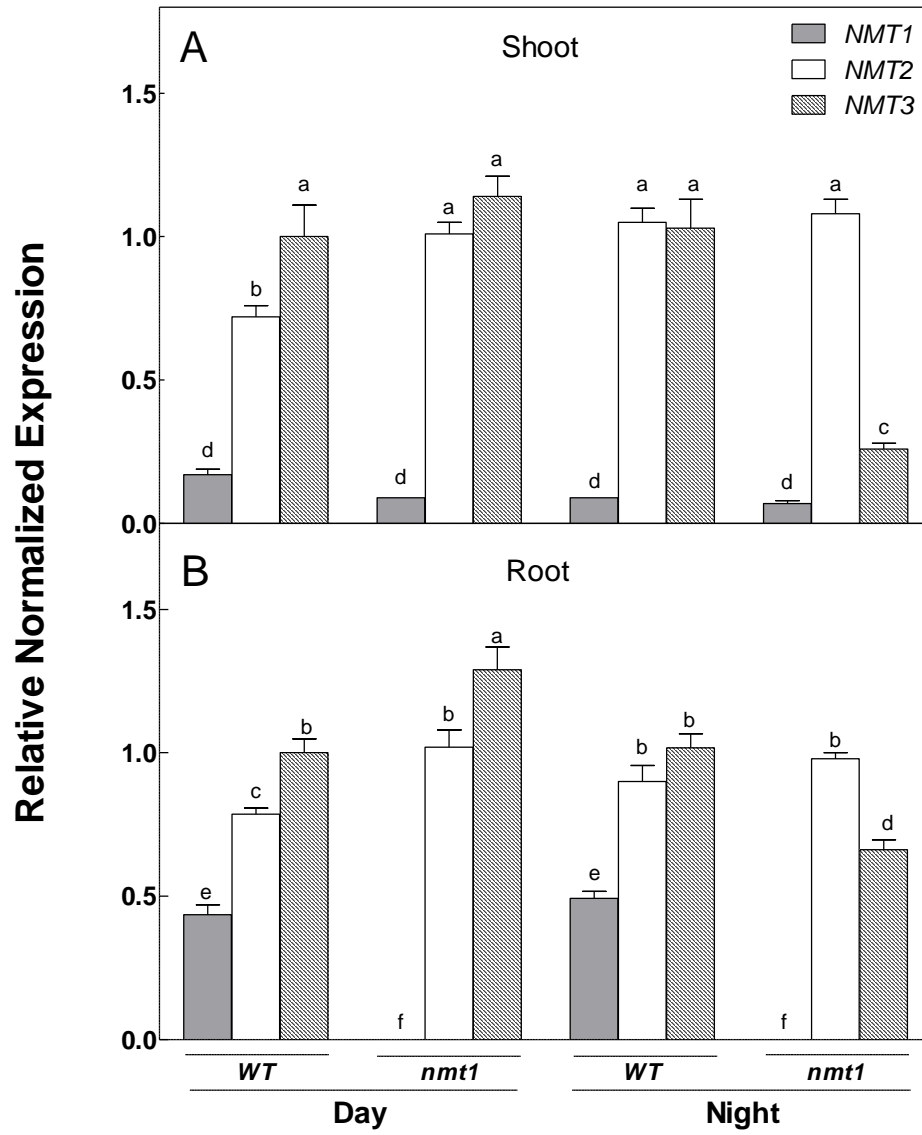 Relative Normalized Expression
A
Shoot
NMT1
NMT2
NMT3
1.5
1.0
0.5
0.0
d
b
a
d
a
a
d
a
a
d
a
c
B
Root
1.5
1.0
0.5
0.0
e
c
b
f
b
a
e
b
b
f
b
d
WT nmt1 WT nmt1
Day Night